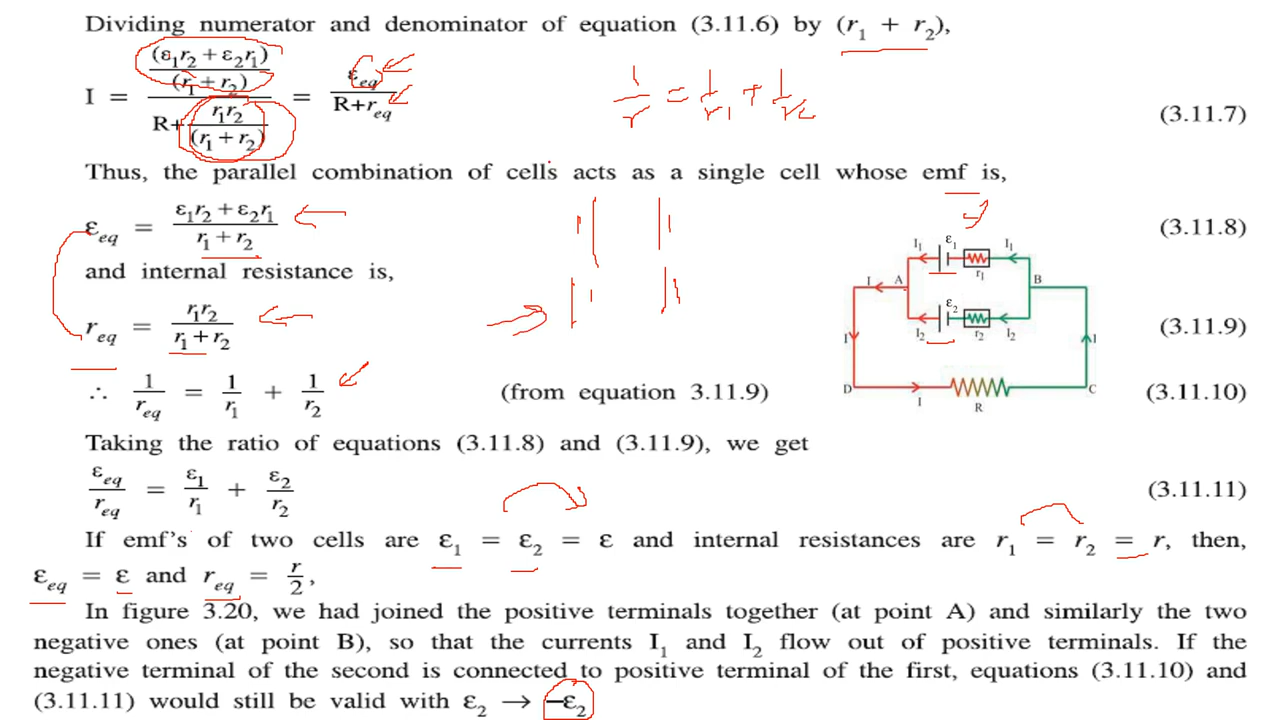 Dividing numerator and denominator of equation (3.11.6) by (r₁ + r₂),
I = ((ε₁r₂ + ε₂r₁)/(r₁ + r₂))/(R + r₁r₂/(r₁ + r₂)) = ε_eq/(R+r_eq) (3.11.7)
1/r = 1/r₁ + 1/r₂
Thus, the parallel combination of cells acts as a single cell whose emf is,
ε_eq = (ε₁r₂ + ε₂r₁)/(r₁ + r₂) (3.11.8)
and internal resistance is,
r_eq = r₁r₂/(r₁ + r₂) (3.11.9)
∴ 1/r_eq = 1/r₁ + 1/r₂ (from equation 3.11.9) (3.11.10)
I₁ ε₁ r₁ I₁
I A B
I₂ ε₂ r₂ I₂
I I
D I R C
Taking the ratio of equations (3.11.8) and (3.11.9), we get
ε_eq/r_eq = ε₁/r₁ + ε₂/r₂ (3.11.11)
If emf's of two cells are ε₁ = ε₂ = ε and internal resistances are r₁ = r₂ = r, then,
ε_eq = ε and r_eq = r/2,
In figure 3.20, we had joined the positive terminals together (at point A) and similarly the two
negative ones (at point B), so that the currents I₁ and I₂ flow out of positive terminals. If the
negative terminal of the second is connected to positive terminal of the first, equations (3.11.10) and
(3.11.11) would still be valid with ε₂ → −ε₂